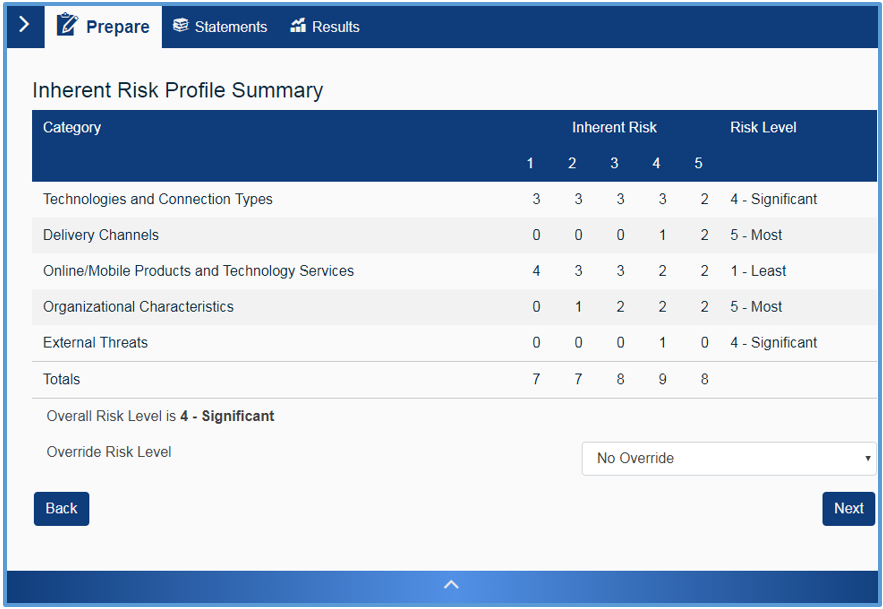 Prepare Statements Results
Inherent Risk Profile Summary
Category Inherent Risk Risk Level
1 2 3 4 5
Technologies and Connection Types 3 3 3 3 2 4 - Significant
Delivery Channels 0 0 0 1 2 5 - Most
Online/Mobile Products and Technology Services 4 3 3 2 2 1 - Least
Organizational Characteristics 0 1 2 2 2 5 - Most
External Threats 0 0 0 1 0 4 - Significant
Totals 7 7 8 9 8
Overall Risk Level is 4 - Significant
Override Risk Level No Override
Back Next